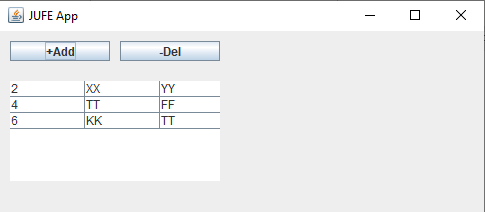 JUFE App
+Add -Del
2 XX YY
4 TT FF
6 KK TT